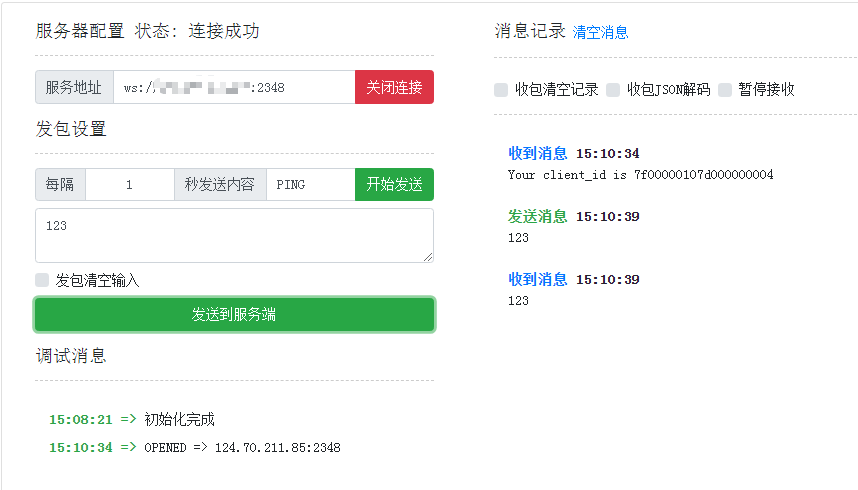 服务器配置 状态: 连接成功
服务地址 ws:// :2348 关闭连接
发包设置
每隔 1 秒发送内容 PING 开始发送
123
发包清空输入
发送到服务端
调试消息
15:08:21 => 初始化完成
15:10:34 => OPENED => 124.70.211.85:2348
消息记录 清空消息
收包清空记录 收包JSON解码 暂停接收
收到消息 15:10:34
Your client_id is 7f00000107d000000004
发送消息 15:10:39
123
收到消息 15:10:39
123